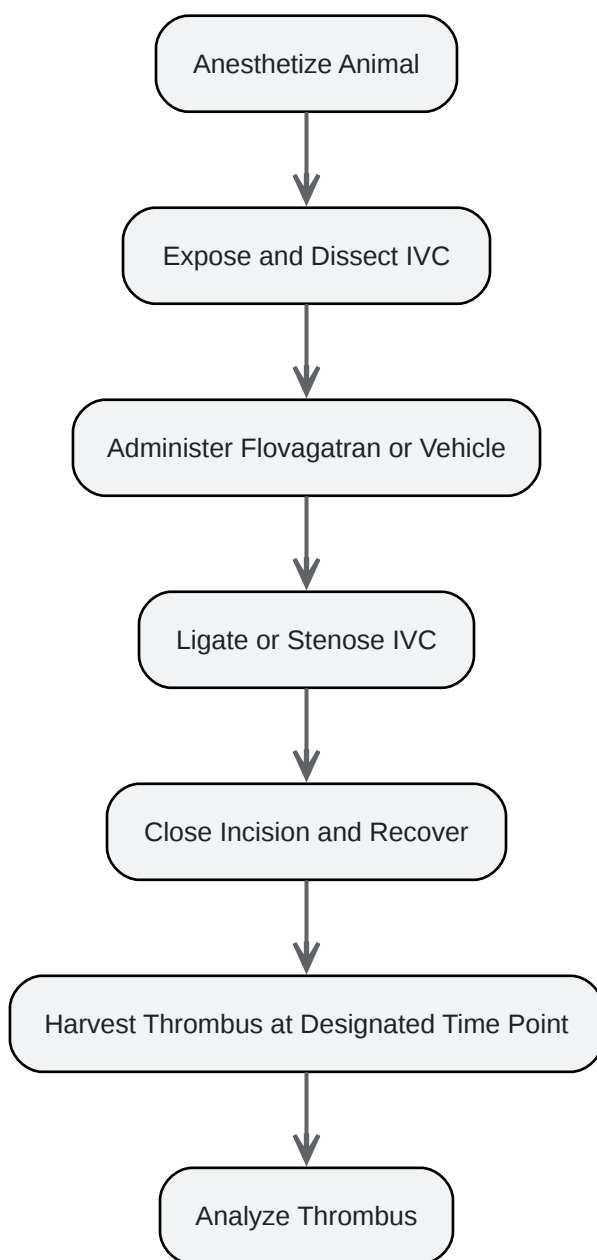 Anesthetize Animal
Expose and Dissect IVC
Administer Flovagatran or Vehicle
Ligate or Stenose IVC
Close Incision and Recover
Harvest Thrombus at Designated Time Point
Analyze Thrombus